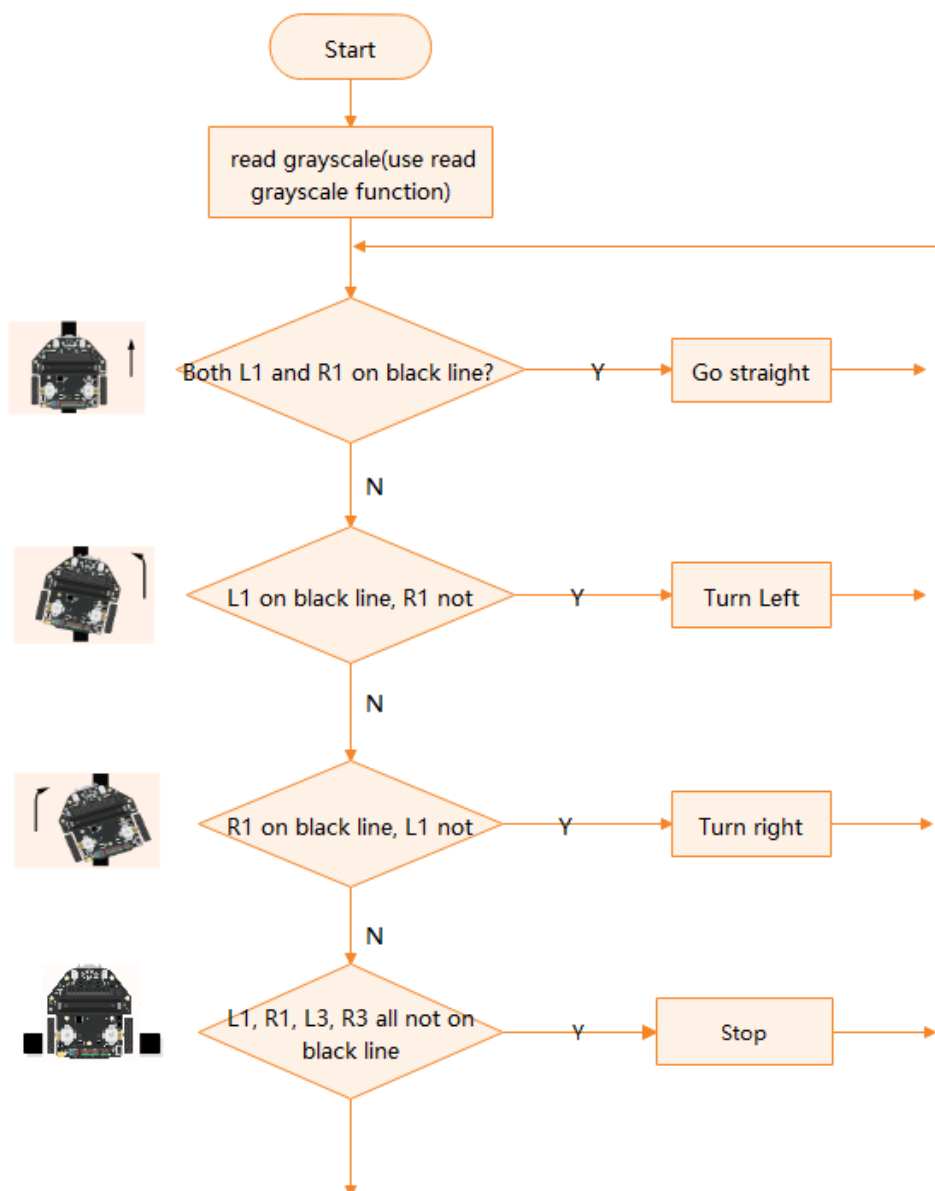 Start
read grayscale(use read
grayscale function)
Both L1 and R1 on black line?
Y
Go straight
N
L1 on black line, R1 not
Y
Turn Left
N
R1 on black line, L1 not
Y
Turn right
N
L1, R1, L3, R3 all not on
black line
Y
Stop